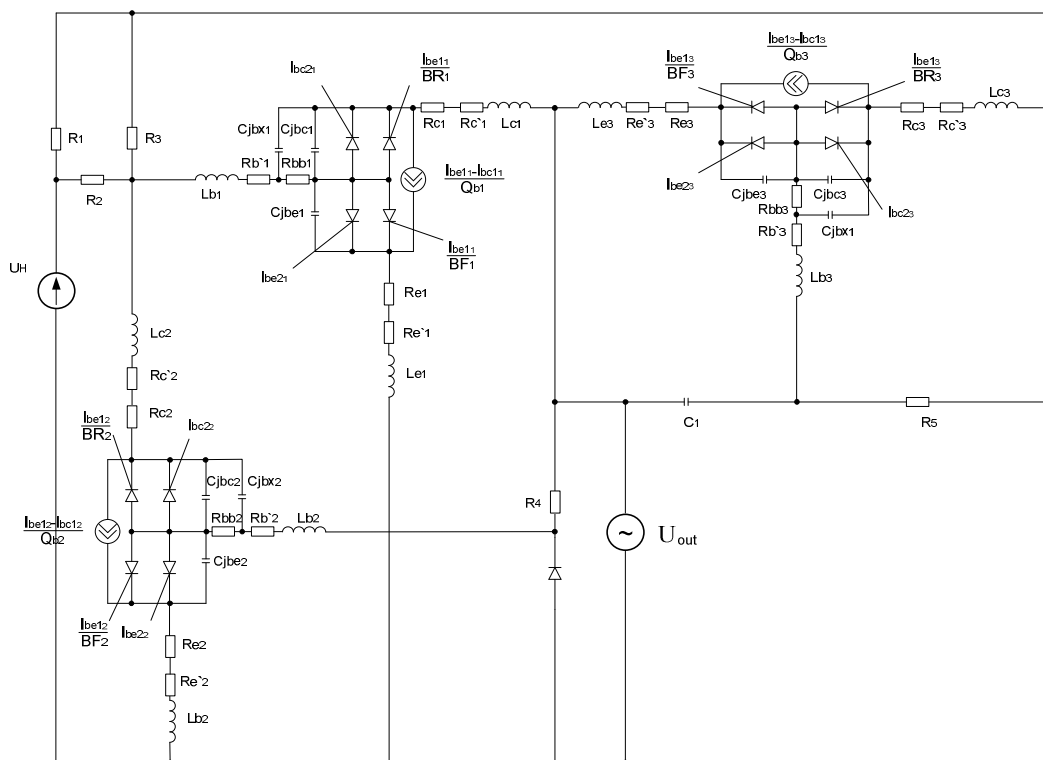 Ibe13-Ibc13
Qb3
Ibe11
BR1
Ibc21
Ibe13
BF3
Ibe13
BR3
Lc3
R1
R3
Cjbx1
Cjbc1
Rc1
Rc`1
Lc1
Le3
Re`3
Re3
Rc3
Rc`3
R2
Lb1
Rb`1
Rbb1
Ibe11-Ibc11
Qb1
Ibe23
Cjbe3
Cjbc3
Rbb3
Ibc23
Cjbe1
Rb`3
Cjbx1
Ibe21
Ibe11
BF1
Lb3
UH
Re1
Lc2
Re`1
Rc`2
Le1
Rc2
C1
R5
Ibe12
BR2
Ibc22
Cjbc2
Cjbx2
R4
Ibe12-Ibc12
Qb2
Rbb2
Rb`2
Lb2
~
Uout
Cjbe2
Ibe12
BF2
Ibe22
Re2
Re`2
Lb2